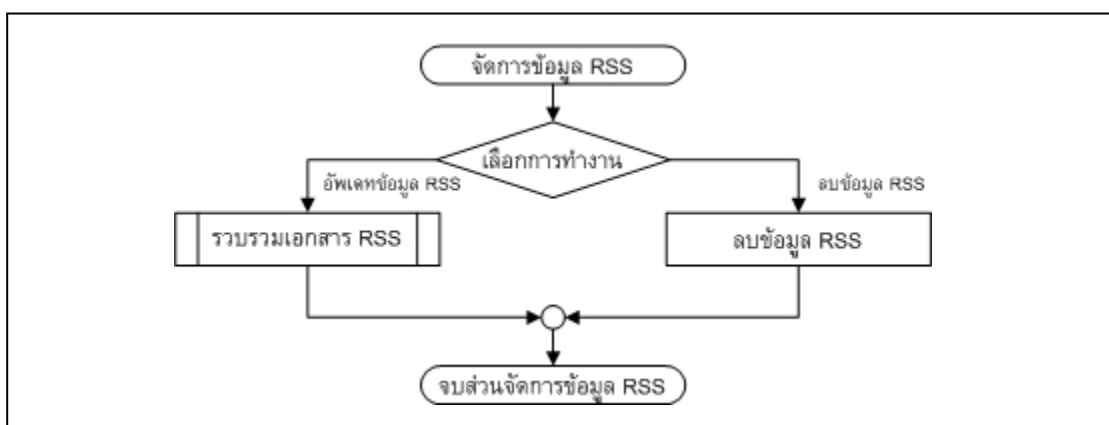 จัดการข้อมูล RSS
เลือกการทำงาน
อัพเดทข้อมูล RSS
ลบข้อมูล RSS
รวบรวมเอกสาร RSS
ลบข้อมูล RSS
จบส่วนจัดการข้อมูล RSS